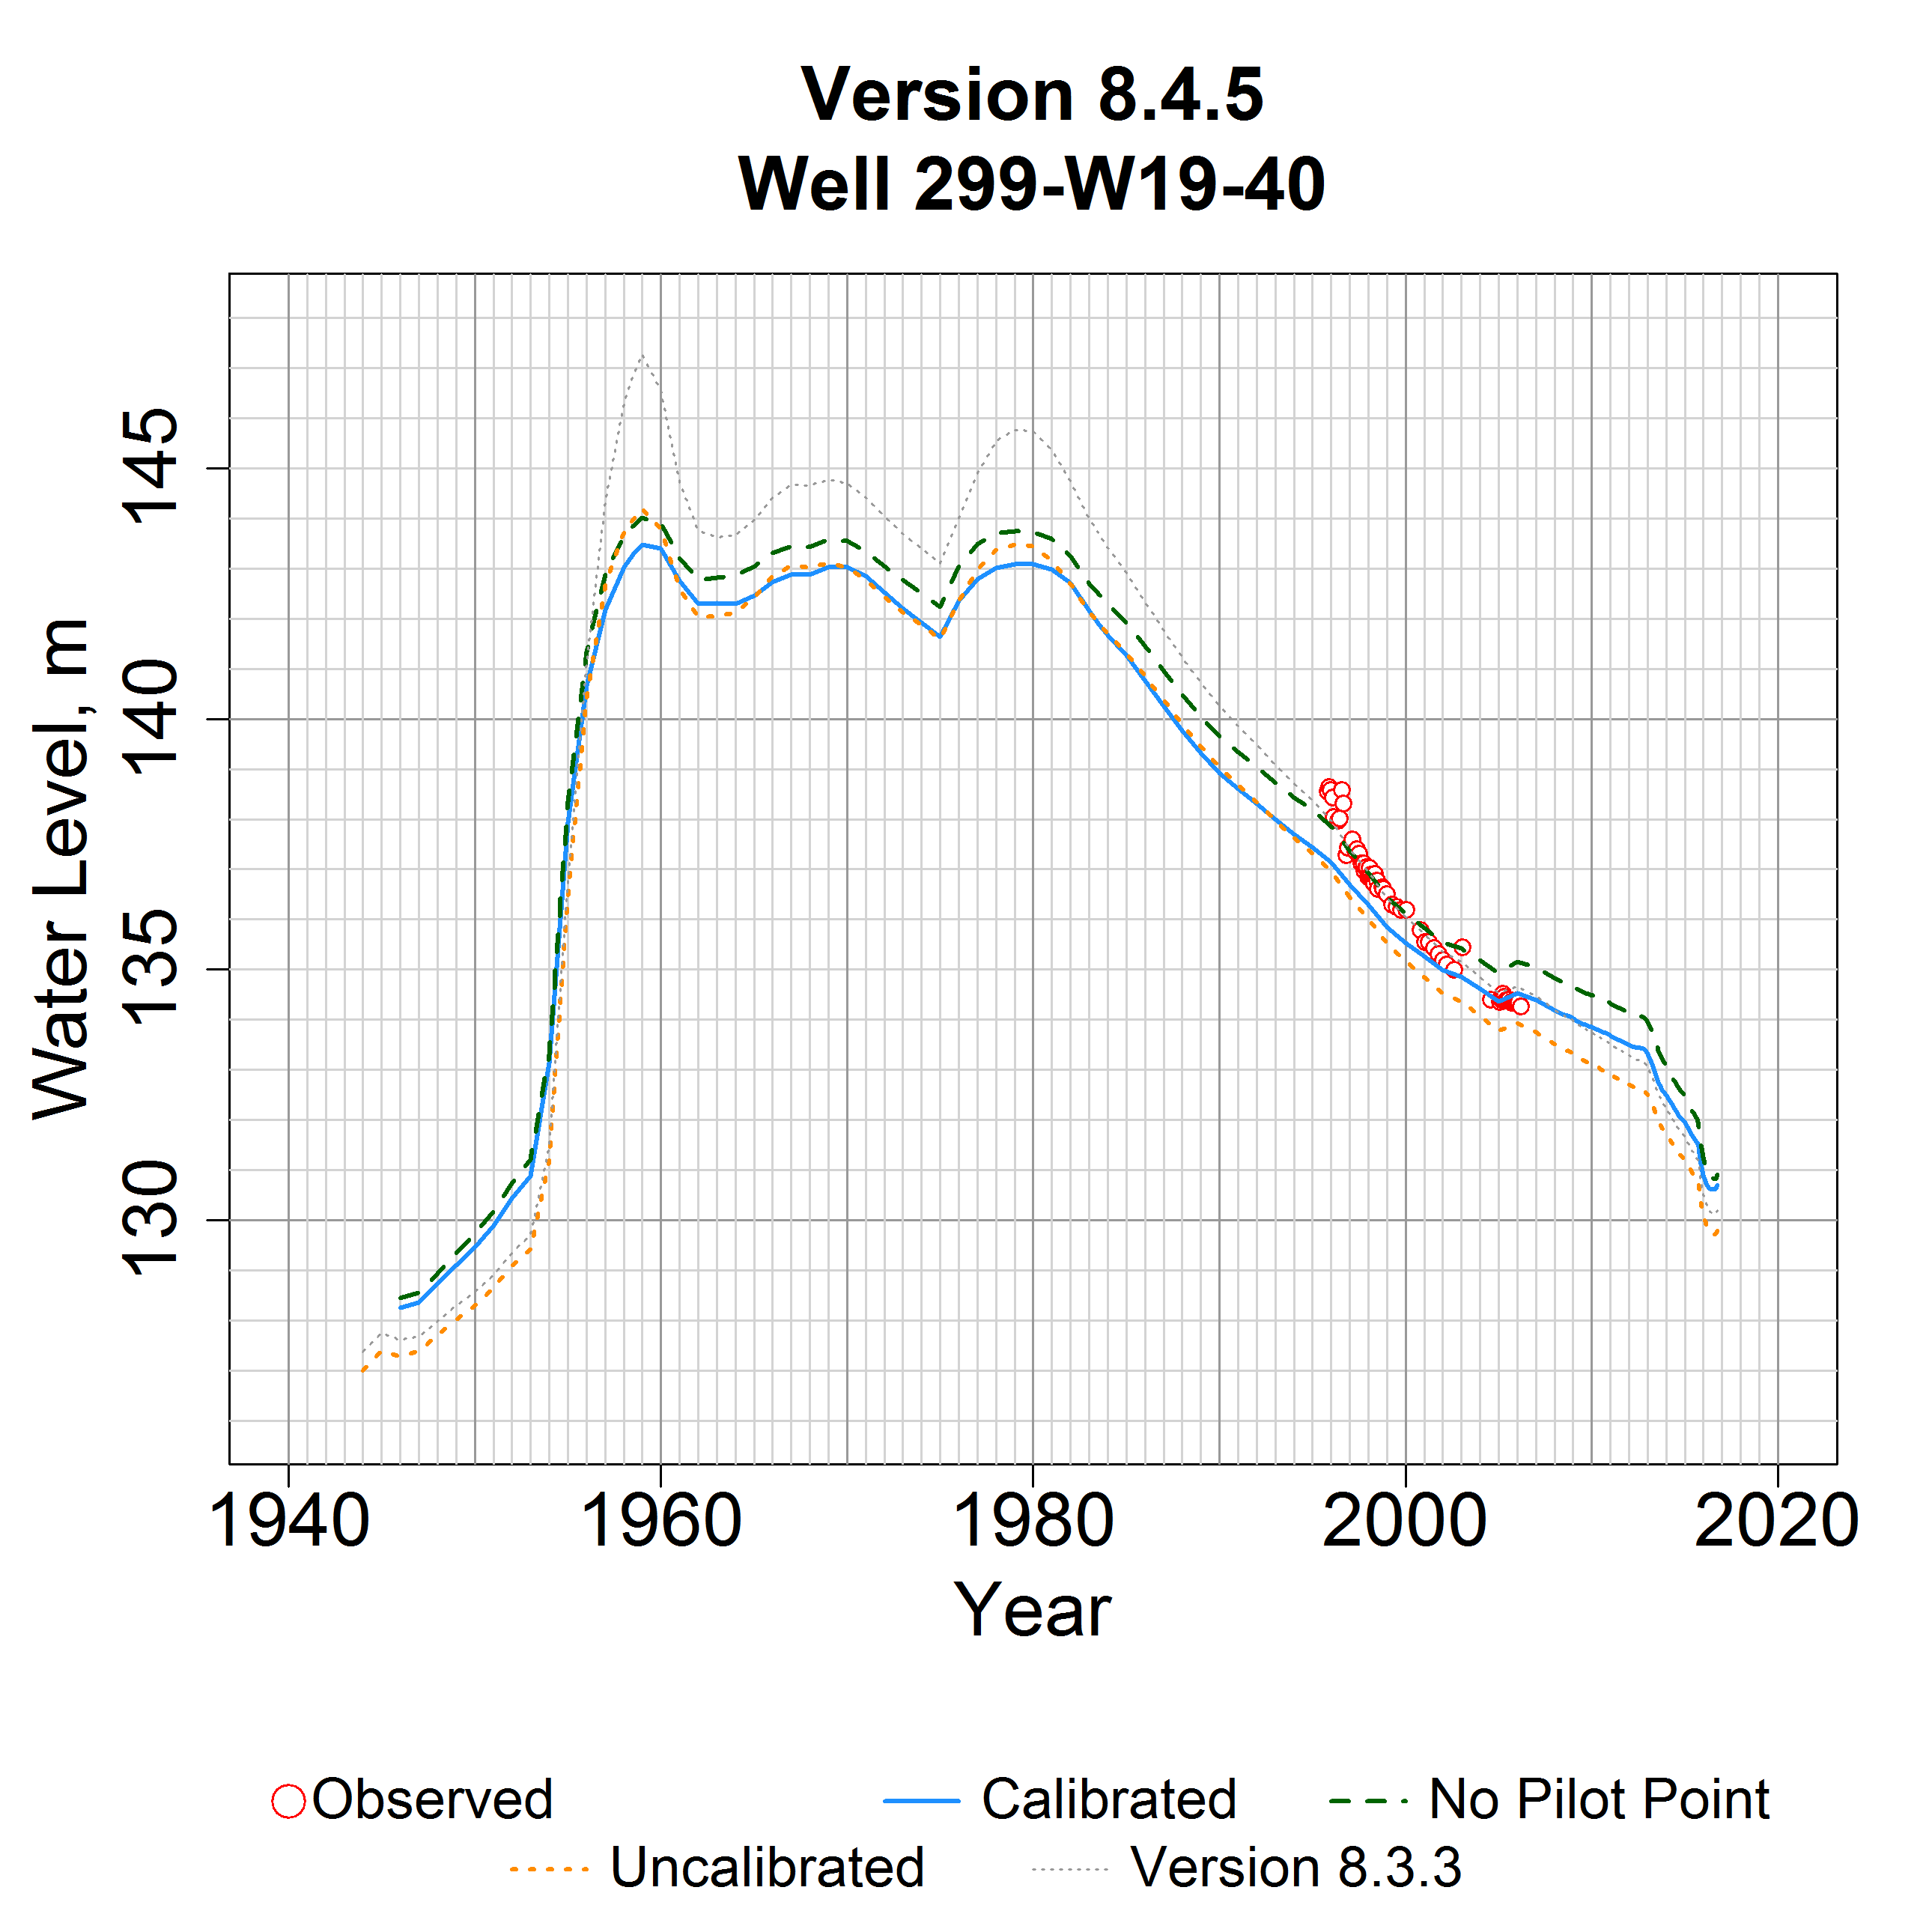 Version 8.4.5
Well 299-W19-40
Water Level, m
145
140
135
130
1940 1960 1980 2000 2020
Year
Observed Calibrated No Pilot Point
Uncalibrated Version 8.3.3